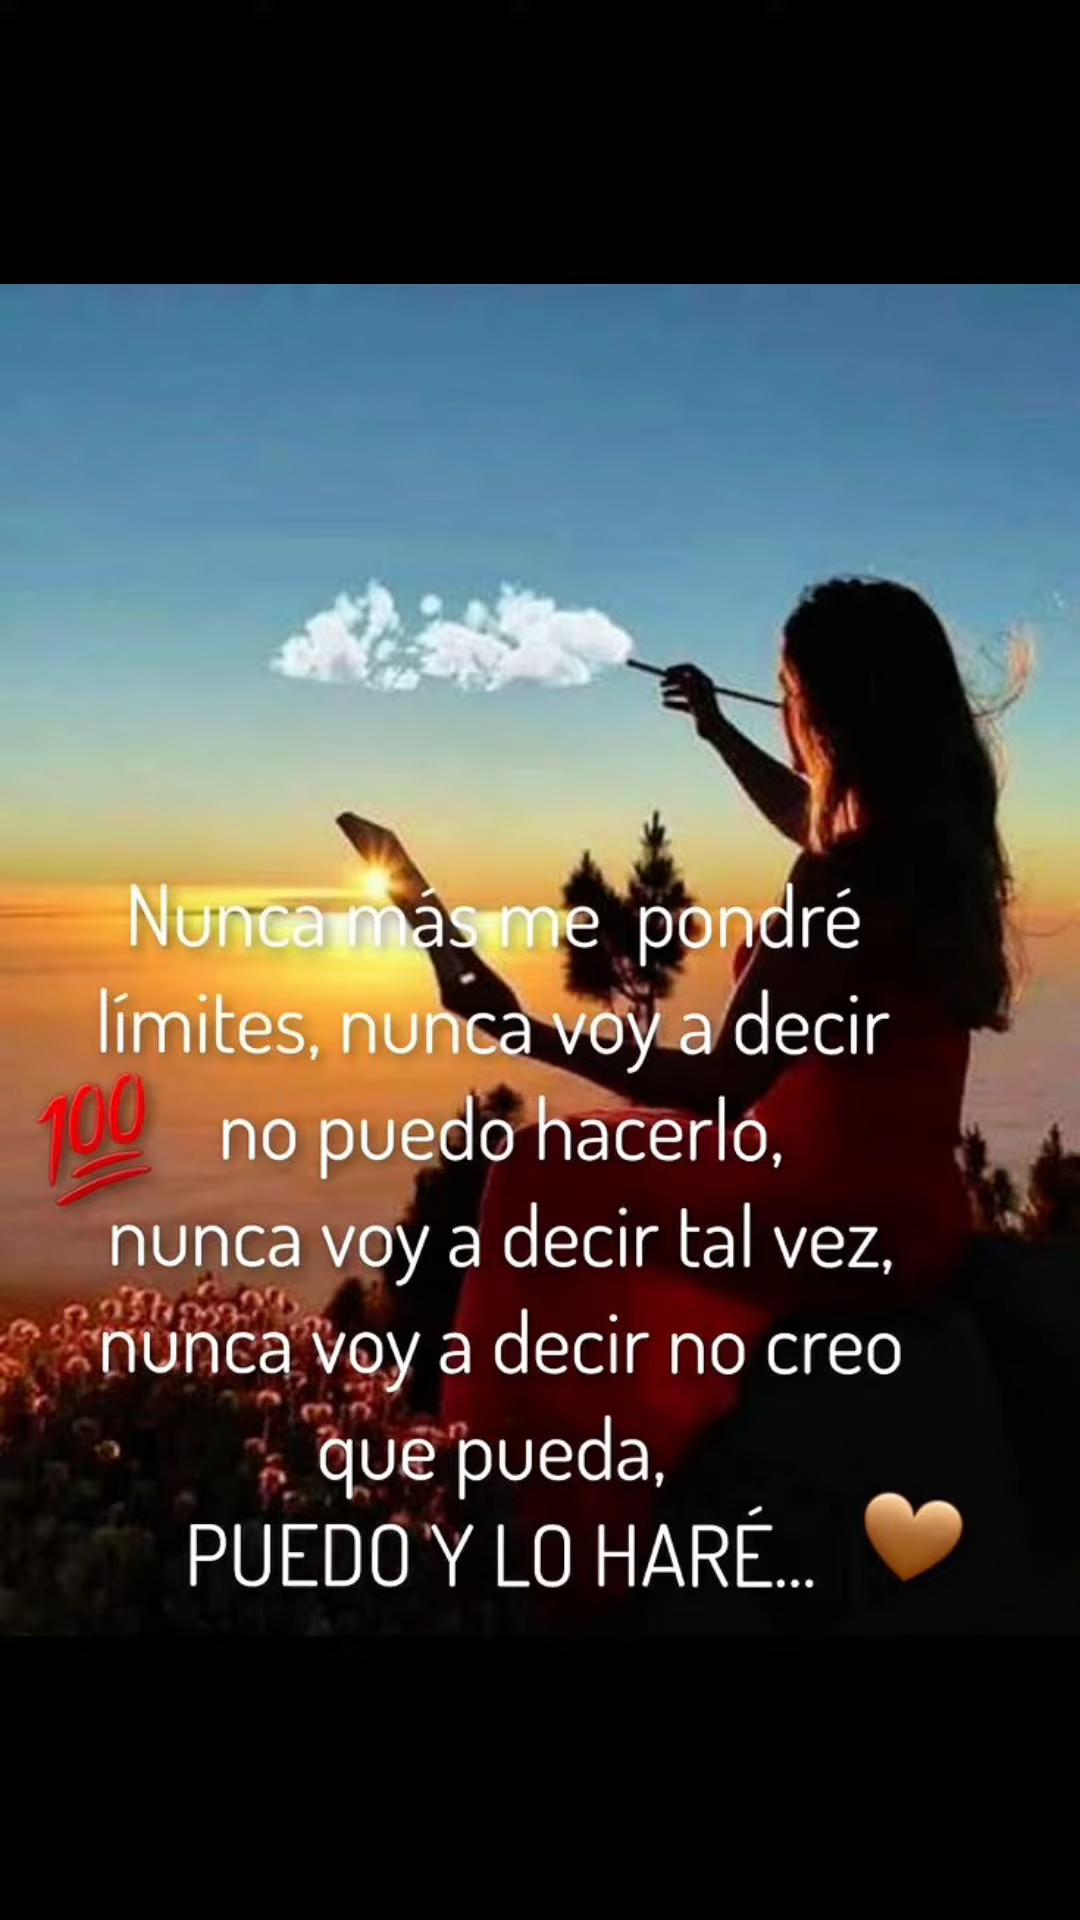 Nunca más me pondré
límites, nunca voy a decir
no puedo hacerlo,
nunca voy a decir tal vez,
nunca voy a decir no creo
que pueda,
PUEDO Y LO HARÉ...
100